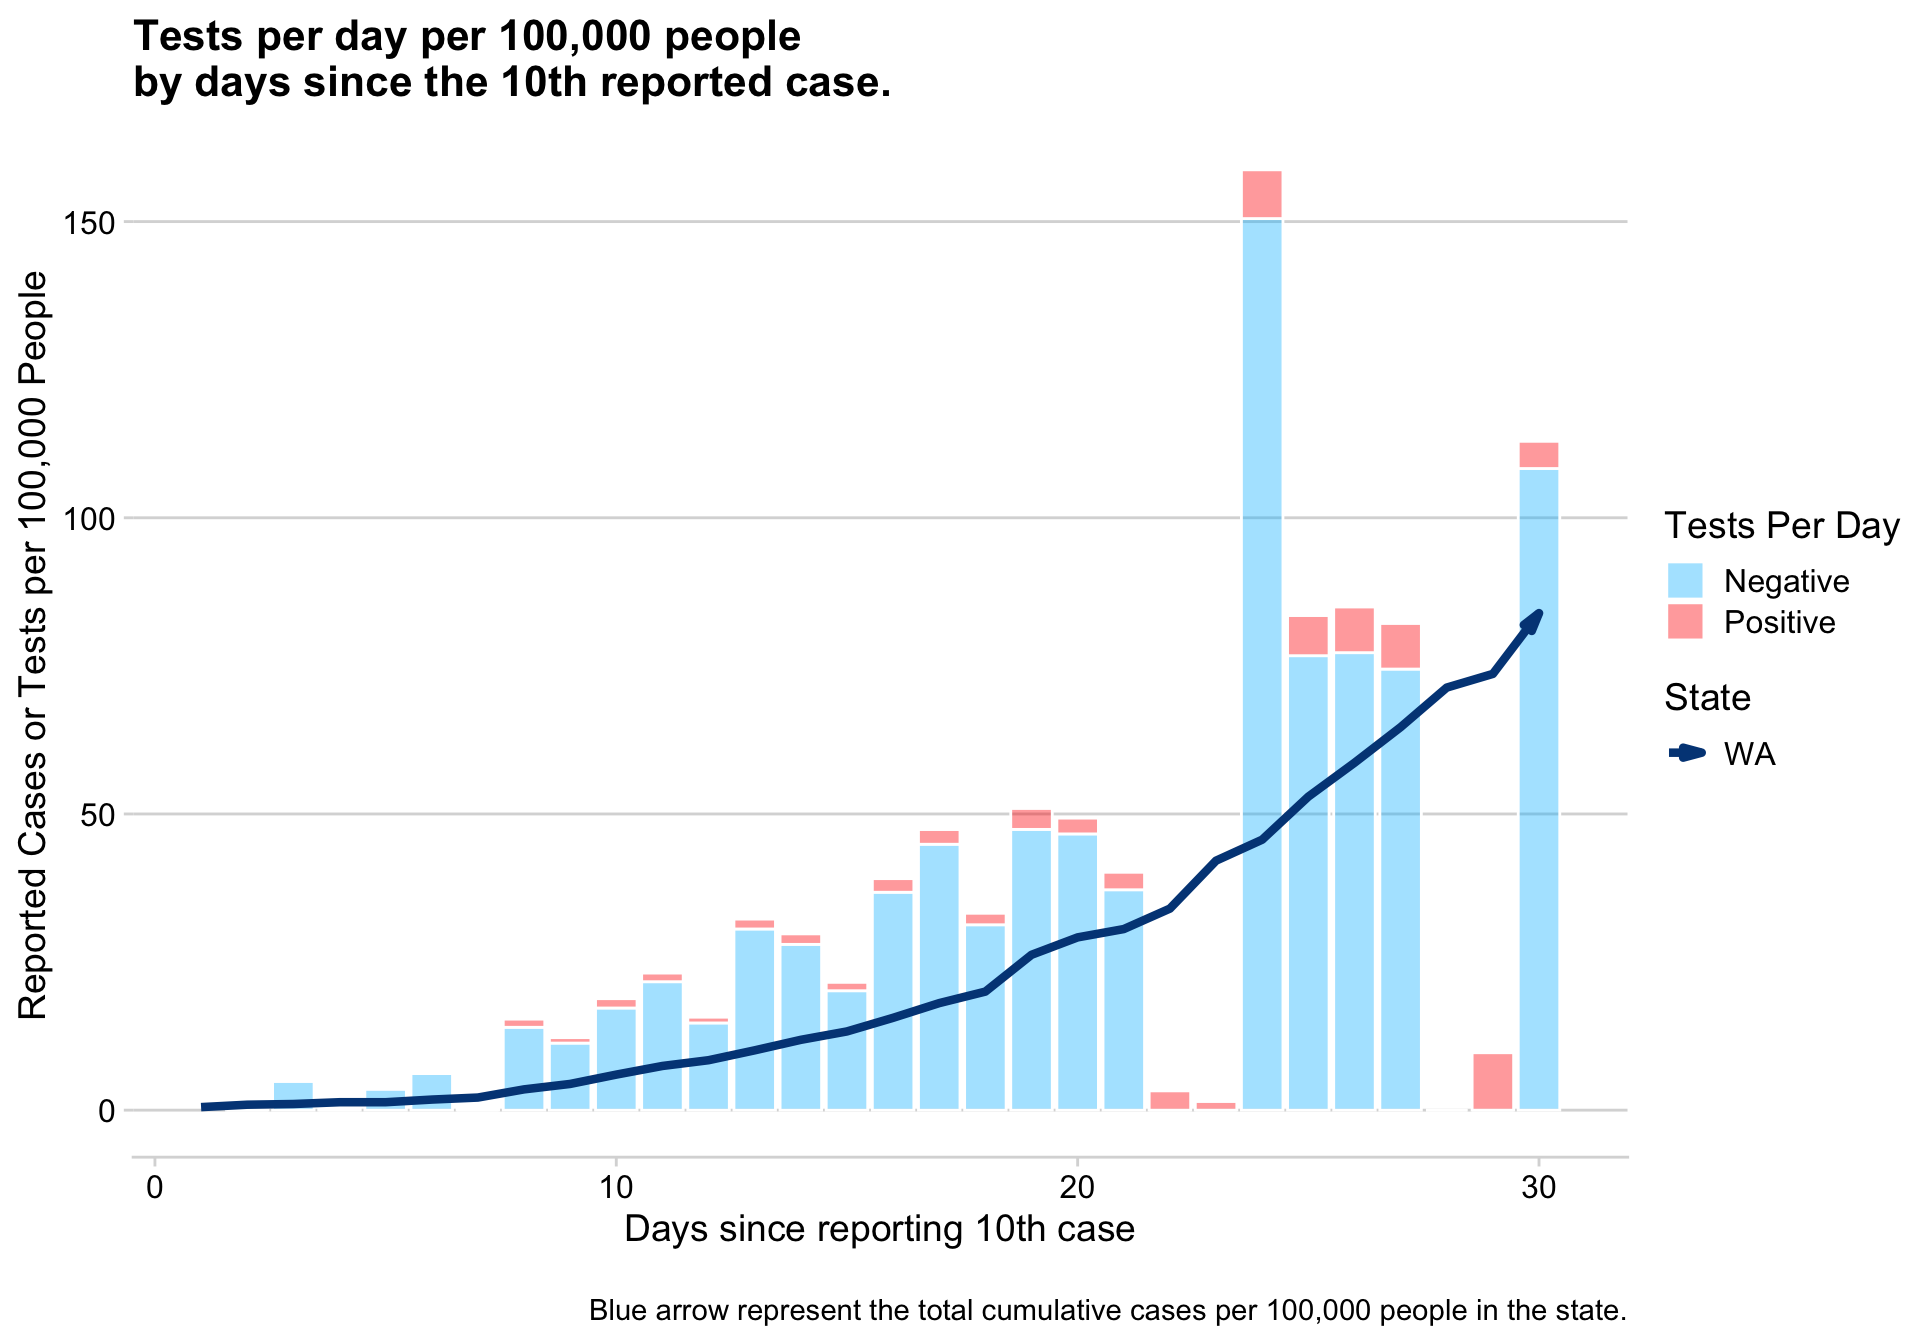 Tests per day per 100,000 people
by days since the 10th reported case.
Reported Cases or Tests per 100,000 People
150
100
50
0
0
10
20
30
Days since reporting 10th case
Tests Per Day
Negative
Positive
State
WA
Blue arrow represent the total cumulative cases per 100,000 people in the state.